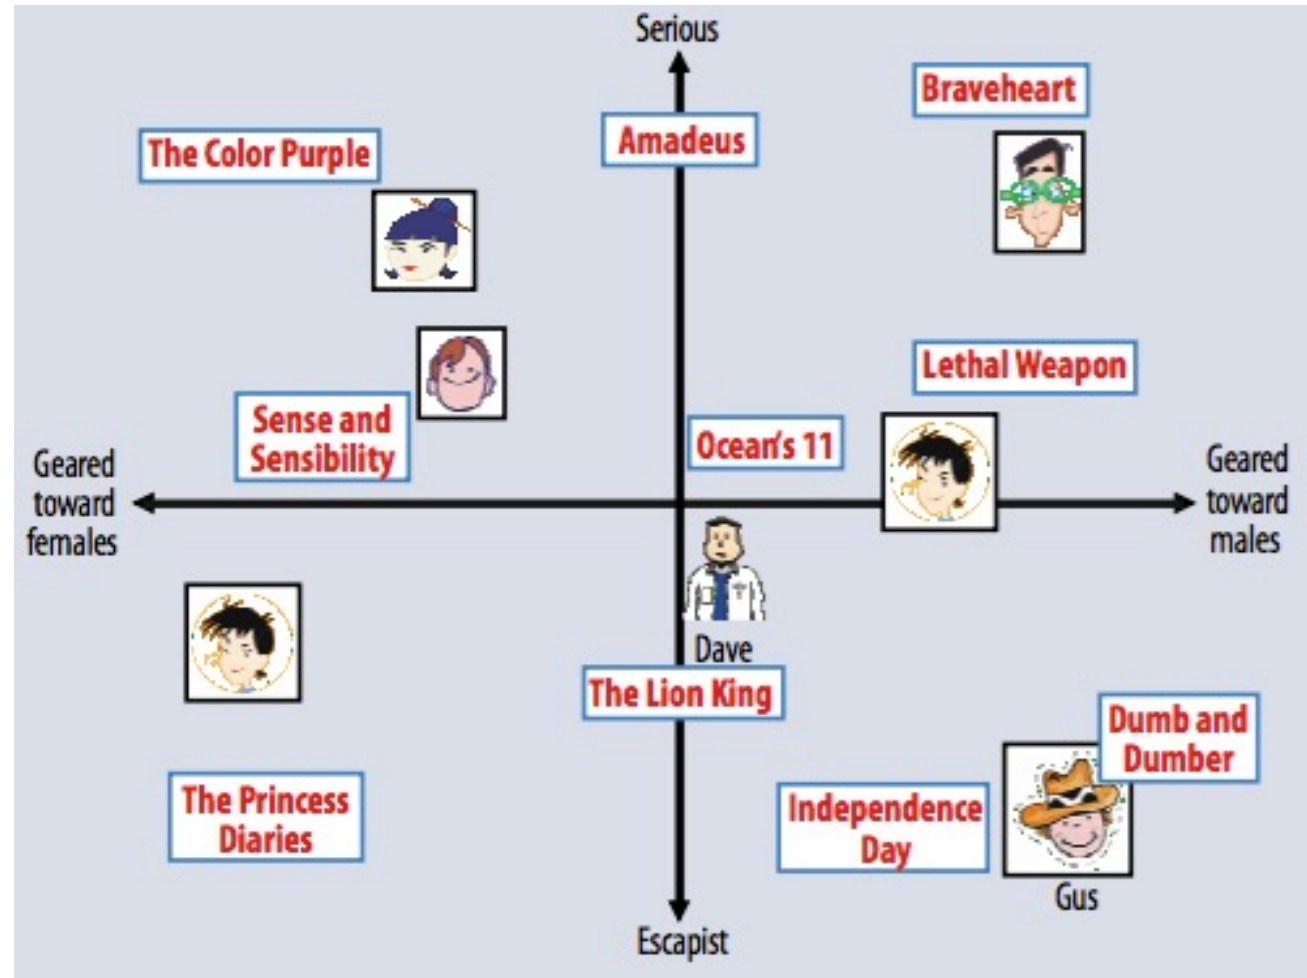 Serious
Braveheart
Amadeus
The Color Purple
Lethal Weapon
Sense and
Sensibility
Ocean's 11
Geared
toward
females
Geared
toward
males
Dave
The Lion King
Dumb and
Dumber
The Princess
Diaries
Independence
Day
Gus
Escapist